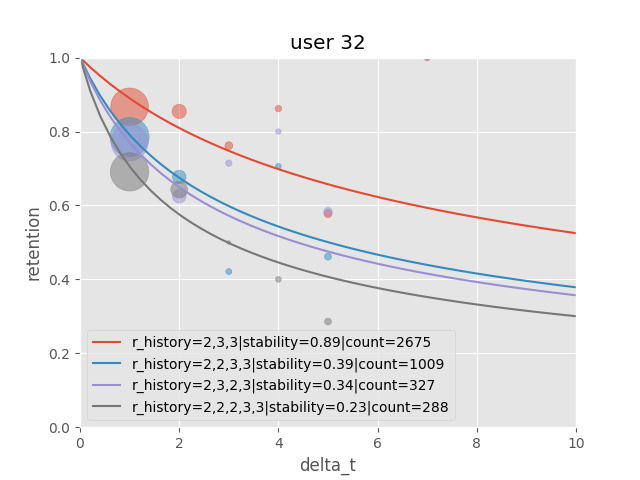 user 32
1.0
0.8
0.6
0.4
0.2
0.0
retention
r_history=2,3,3|stability=0.89|count=2675
r_history=2,2,3,3|stability=0.39|count=1009
r_history=2,3,2,3|stability=0.34|count=327
r_history=2,2,2,3,3|stability=0.23|count=288
0 2 4 6 8 10
delta_t